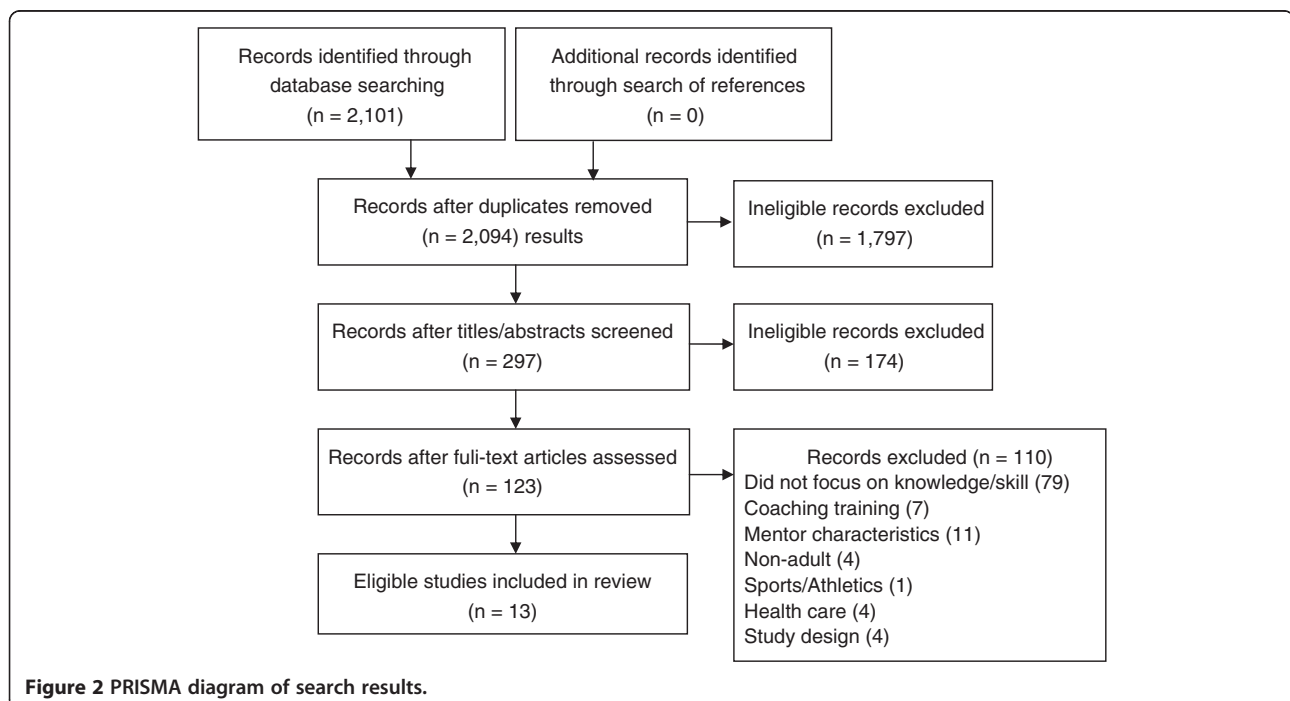 Records identified through
database searching
(n = 2,101)
Additional records identified
through search of references
(n = 0)
Records after duplicates removed
(n = 2,094) results
Ineligible records excluded
(n = 1,797)
Records after titles/abstracts screened
(n = 297)
Ineligible records excluded
(n = 174)
Records after fuli-text articles assessed
(n = 123)
Records excluded (n = 110)
Did not focus on knowledge/skill (79)
Coaching training (7)
Mentor characteristics (11)
Non-adult (4)
Sports/Athletics (1)
Health care (4)
Study design (4)
Eligible studies included in review
(n = 13)
Figure 2 PRISMA diagram of search results.